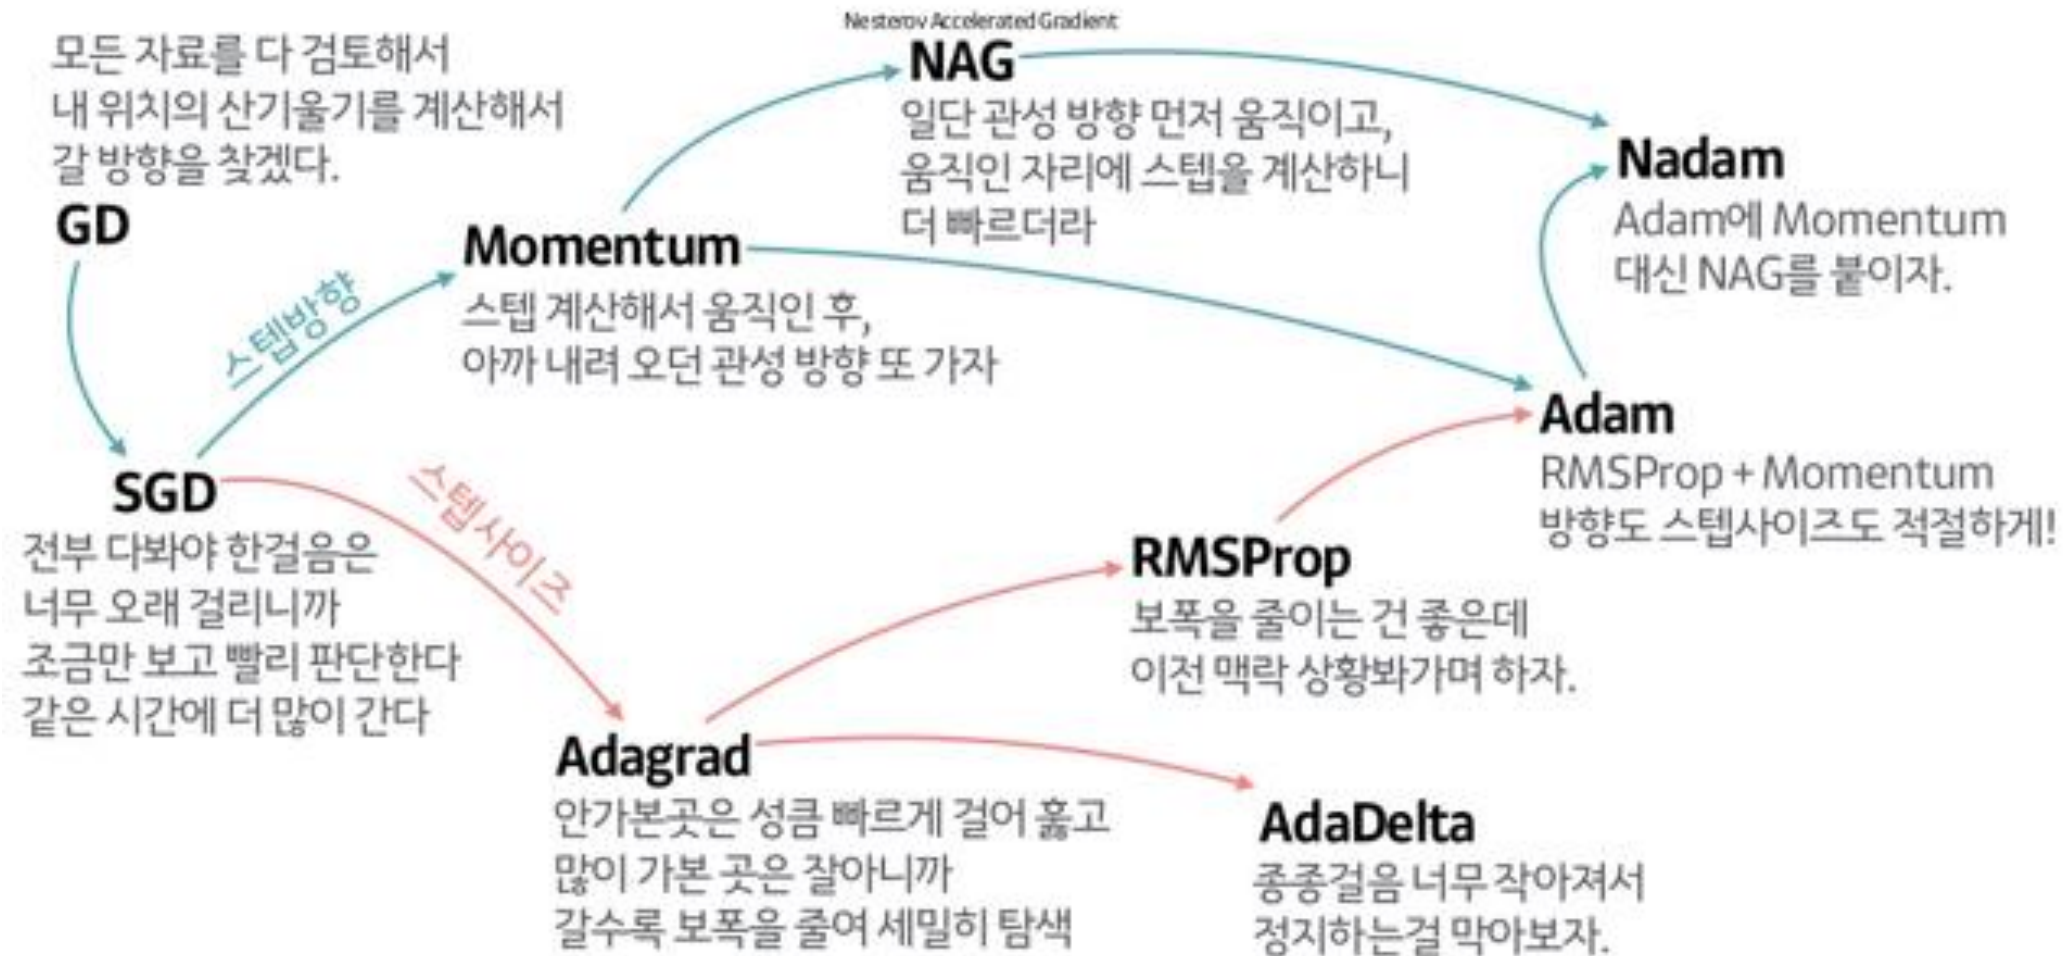 모든 자료를 다 검토해서
내 위치의 산기울기를 계산해서
갈 방향을 찾겠다.
GD
스텝방향
SGD
전부 다봐야 한걸음은
너무 오래 걸리니까
조금만 보고 빨리 판단한다
같은 시간에 더 많이 간다
스텝사이즈
Momentum
스텝 계산해서 움직인 후,
아까 내려 오던 관성 방향 또 가자
Nesterov Accelerated Gradient
NAG
일단 관성 방향 먼저 움직이고,
움직인 자리에 스텝을 계산하니
더 빠르더라
Nadam
Adam에 Momentum
대신 NAG를 붙이자.
Adam
RMSProp + Momentum
방향도 스텝사이즈도 적절하게!
RMSProp
보폭을 줄이는 건 좋은데
이전 맥락 상황봐가며 하자.
Adagrad
안가본곳은 성큼 빠르게 걸어 훑고
많이 가본 곳은 잘아니까
갈수록 보폭을 줄여 세밀히 탐색
AdaDelta
종종걸음 너무 작아져서
정지하는걸 막아보자.